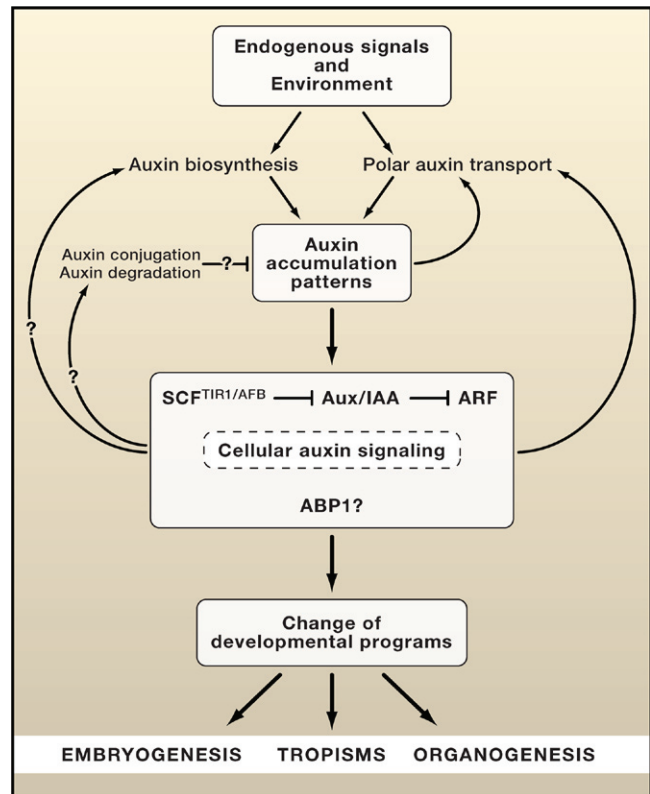 Endogenous signals
and
Environment
Auxin biosynthesis
Polar auxin transport
Auxin conjugation
Auxin degradation
?
Auxin
accumulation
patterns
?
?
SCFTIR1/AFB Aux/IAA ARF
Cellular auxin signaling
ABP1?
Change of
developmental programs
EMBRYOGENESIS TROPISMS ORGANOGENESIS